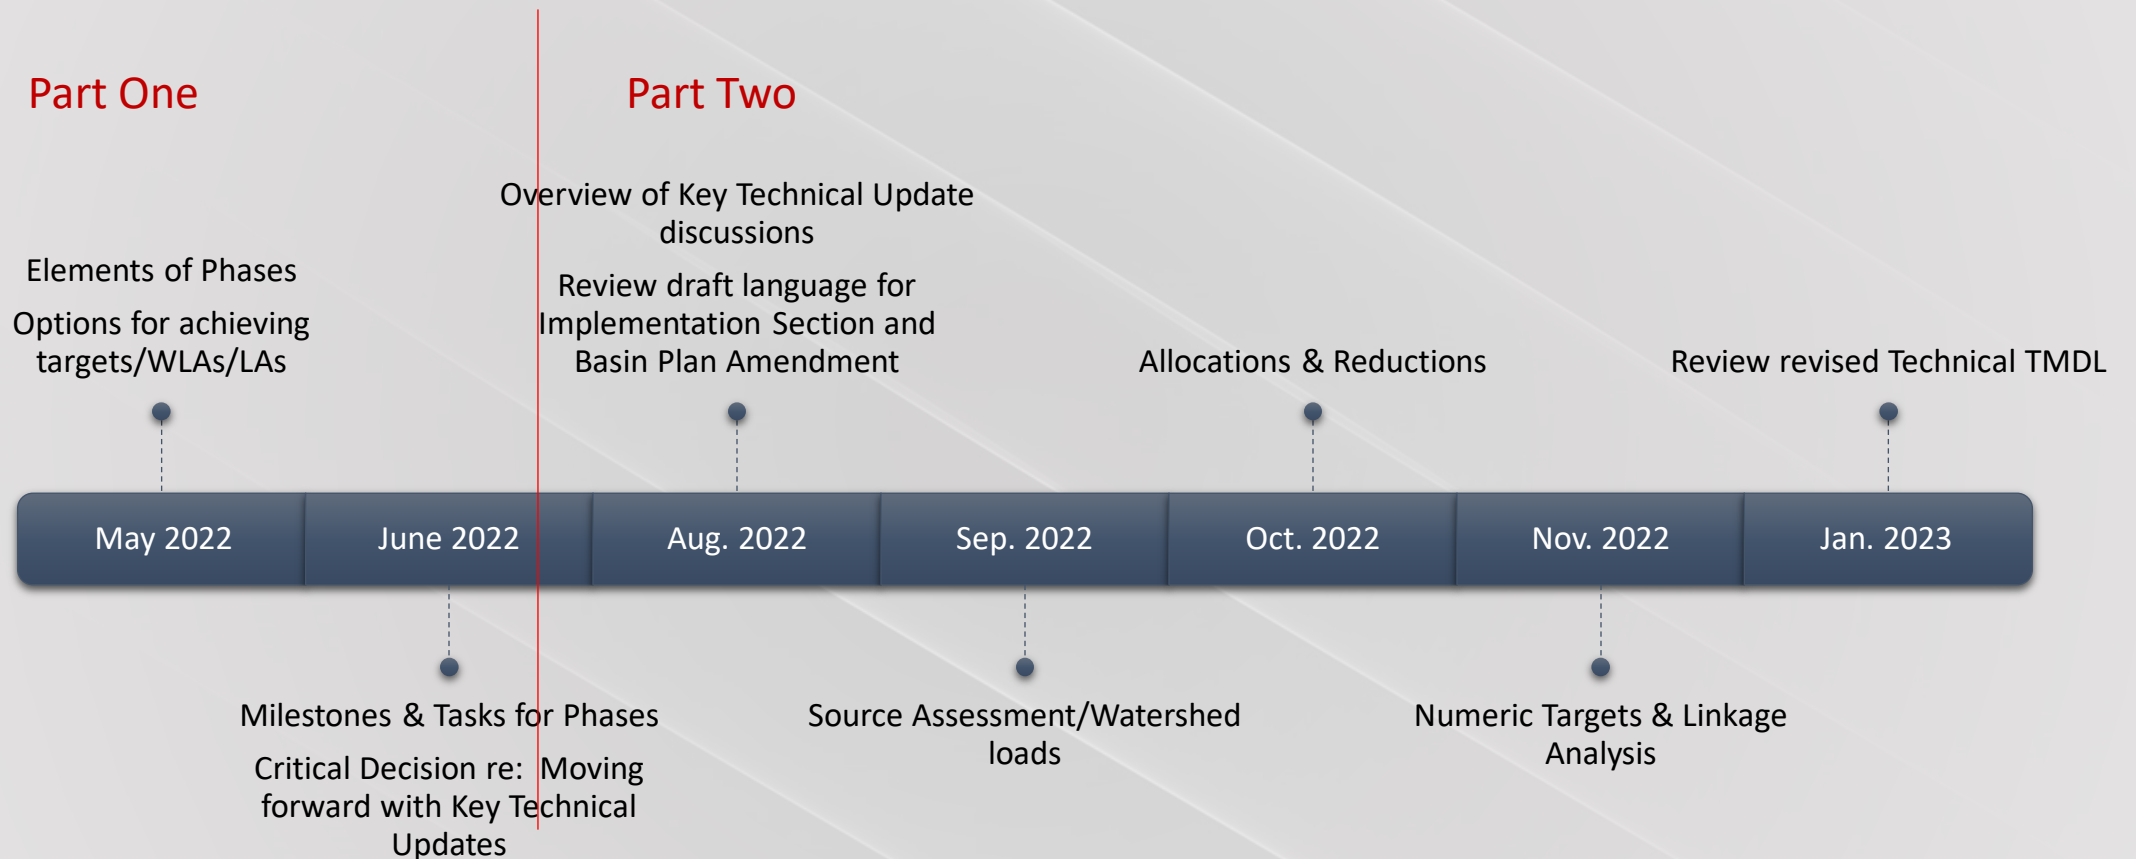 Part One
Part Two
Overview of Key Technical Update
discussions
Review draft language for
Implementation Section and
Basin Plan Amendment
Elements of Phases
Options for achieving
targets/WLAs/LAs
Allocations & Reductions
Review revised Technical TMDL
May 2022
June 2022
Aug. 2022
Sep. 2022
Oct. 2022
Nov. 2022
Jan. 2023
Milestones & Tasks for Phases
Critical Decision re:  Moving
forward with Key Technical
Updates
Source Assessment/Watershed
loads
Numeric Targets & Linkage
Analysis